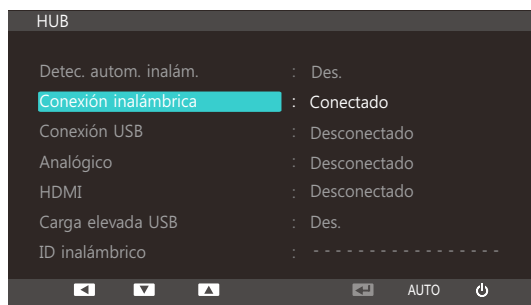 HUB
Detec. autom. inalám. : Des.
Conexión inalámbrica : Conectado
Conexión USB : Desconectado
Analógico : Desconectado
HDMI : Desconectado
Carga elevada USB : Des.
ID inalámbrico : - - - - - - - - - - - - - - - - - -
AUTO